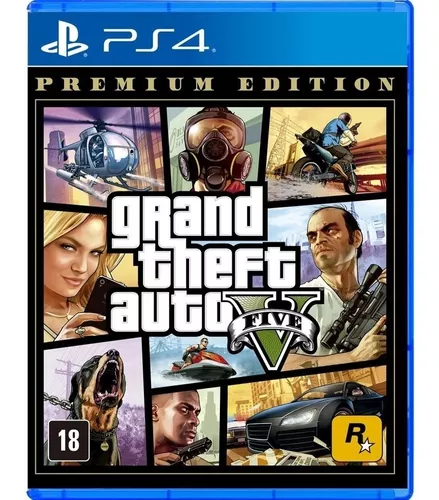 PS4
PREMIUM EDITION
grand
theft
auto
V
FIVE
18
R